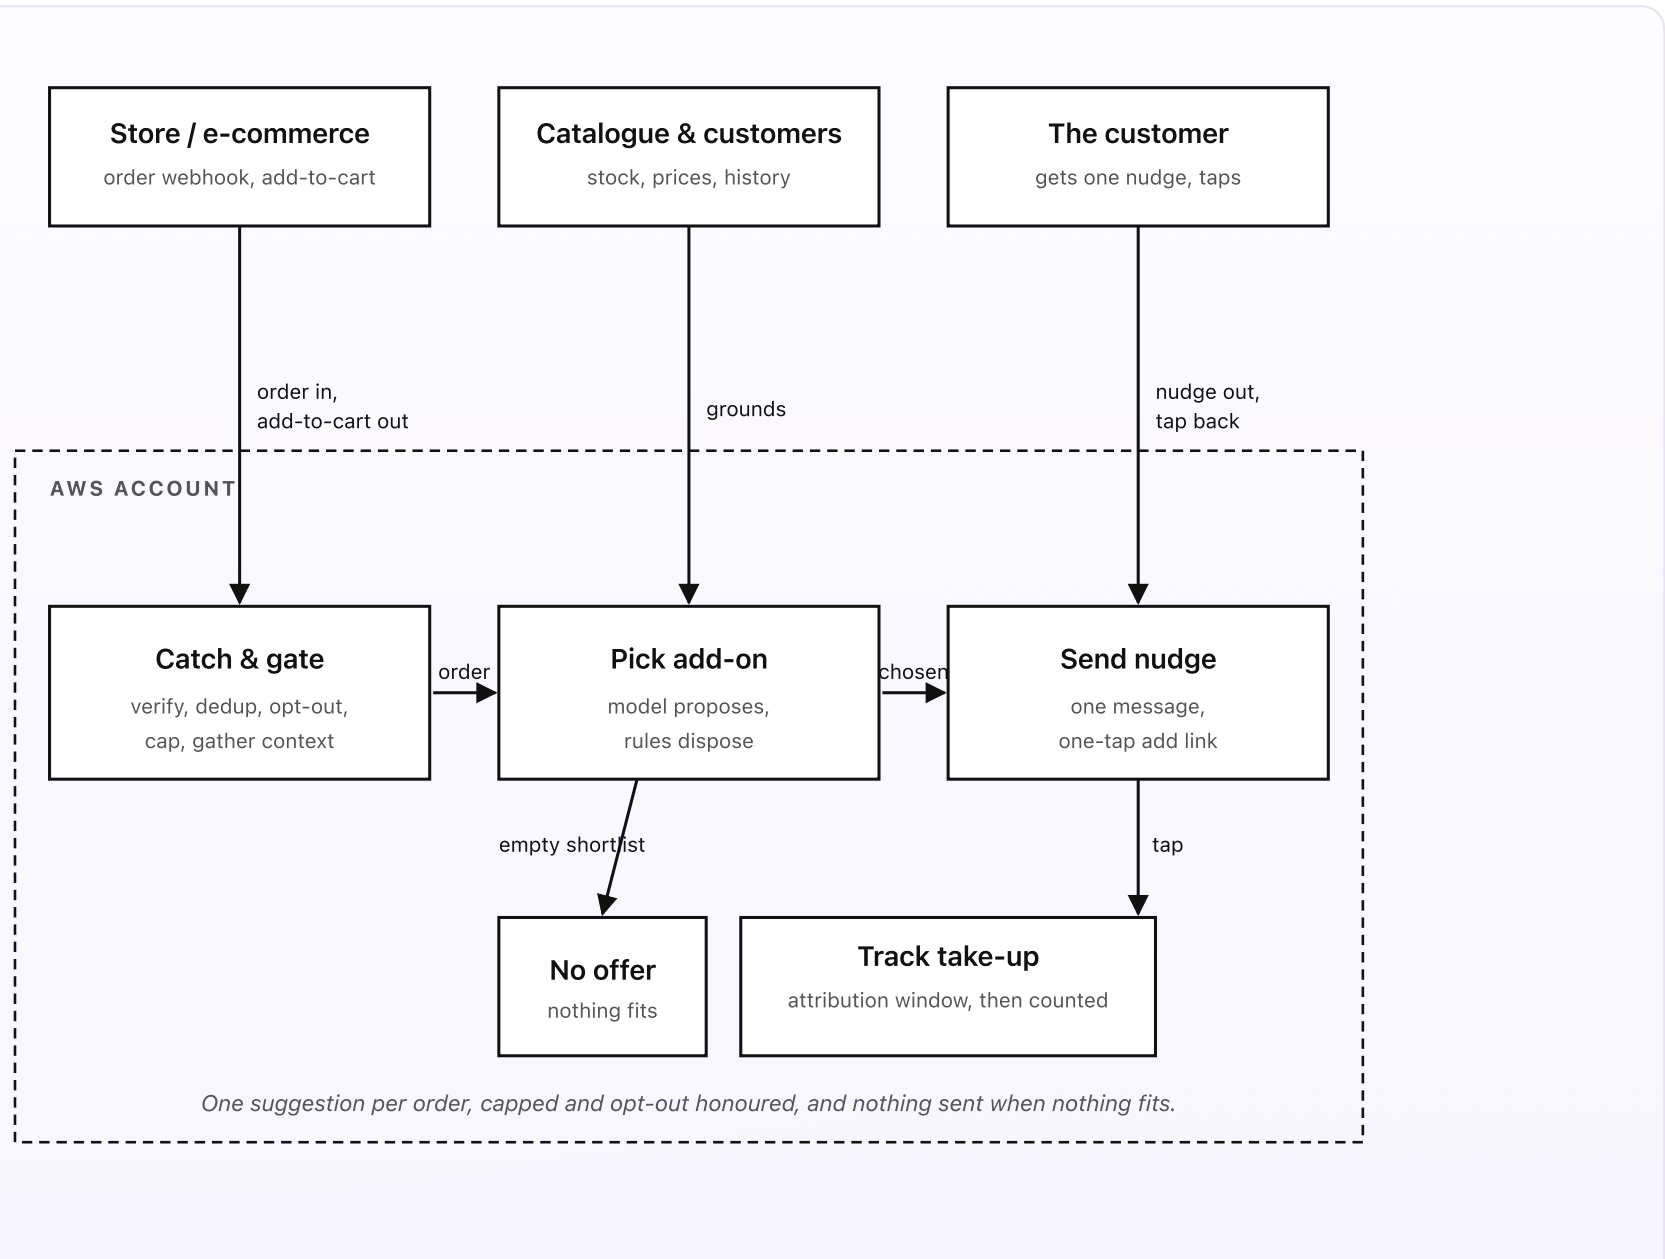 Store / e-commerce
order webhook, add-to-cart
Catalogue & customers
stock, prices, history
The customer
gets one nudge, taps
order in,
add-to-cart out
grounds
nudge out,
tap back
AWS ACCOUNT
Catch & gate
verify, dedup, opt-out,
cap, gather context
order
Pick add-on
model proposes,
rules dispose
chosen
Send nudge
one message,
one-tap add link
empty shortlist
tap
No offer
nothing fits
Track take-up
attribution window, then counted
One suggestion per order, capped and opt-out honoured, and nothing sent when nothing fits.